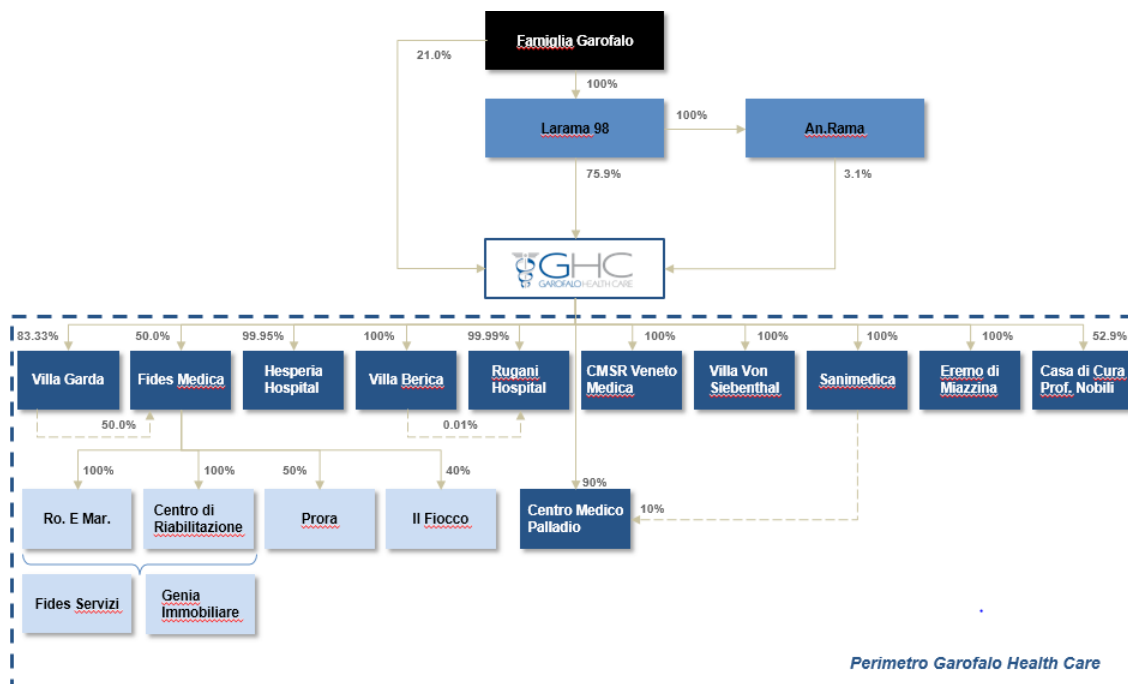 Famiglia Garofalo
21.0%
100%
Larama 98
100%
An.Rama
75.9%
3.1%
GHC
GAROFALO HEALTH CARE
83.33%
50.0%
99.95%
100%
99.99%
100%
100%
100%
100%
52.9%
Villa Garda
Fides Medica
Hesperia
Hospital
Villa Berica
Rugani
Hospital
CMSR Veneto
Medica
Villa Von
Siebenthal
Sanimedica
Eremo di
Miazzina
Casa di Cura
Prof. Nobili
50.0%
0.01%
100%
100%
50%
40%
90%
Ro. E Mar.
Centro di
Riabilitazione
Prora
Il Fiocco
Centro Medico
Palladio
10%
Fides Servizi
Genia
Immobiliare
Perimetro Garofalo Health Care